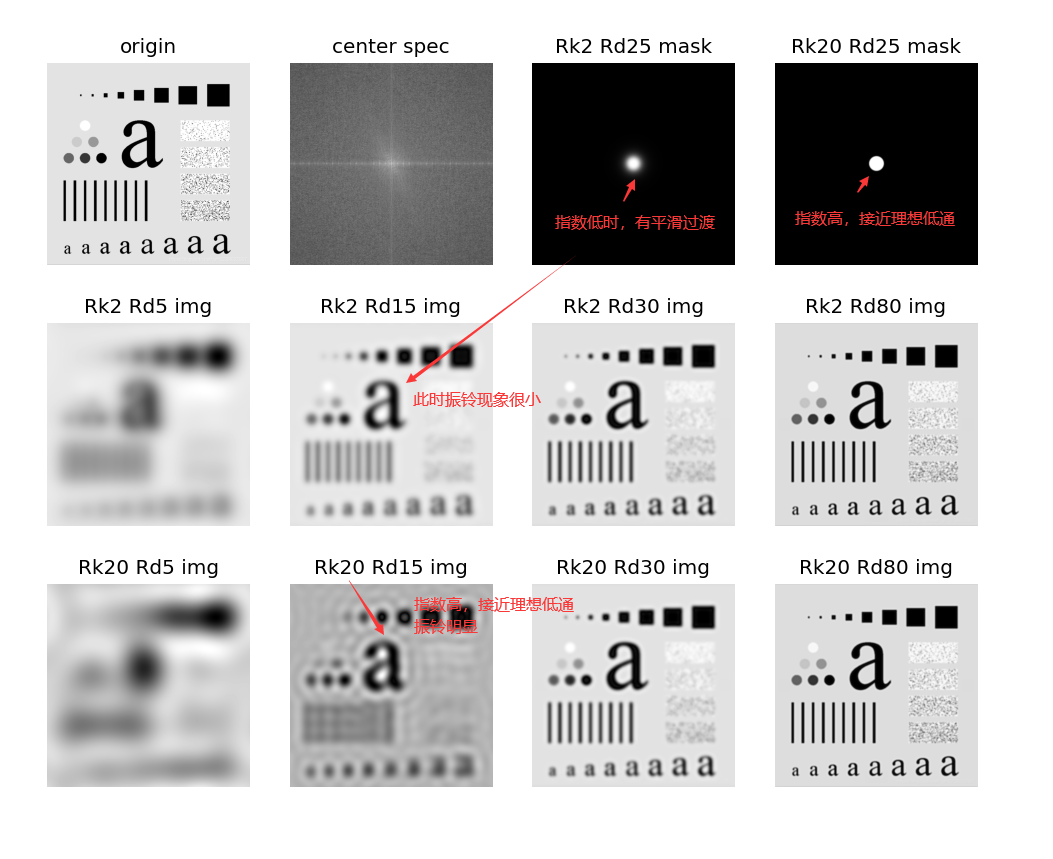 origin
center spec
Rk2 Rd25 mask
Rk20 Rd25 mask
a
a a a a a a a a
指数低时，有平滑过渡
指数高，接近理想低通
Rk2 Rd5 img
Rk2 Rd15 img
Rk2 Rd30 img
Rk2 Rd80 img
a
a
a
a
此时振铃现象很小
a a a a a a a a
a a a a a a a a
a a a a a a a a
Rk20 Rd5 img
Rk20 Rd15 img
Rk20 Rd30 img
Rk20 Rd80 img
指数高，接近理想低通
振铃明显
a
a
a
a a a a a a a a
a a a a a a a a
a a a a a a a a